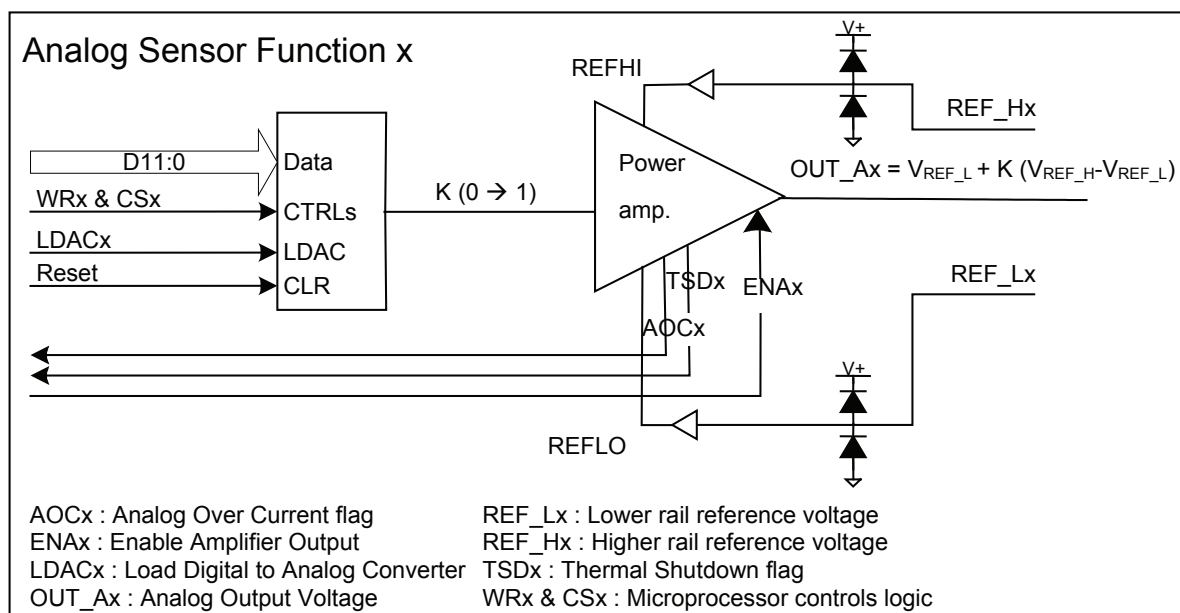 Analog Sensor Function x
V+
REFHI
REF_Hx
D11:0
Data
Power
amp.
OUT_Ax = VREF_L + K (VREF_H-VREF_L)
WRx & CSx
CTRLs
K (0 → 1)
LDACx
LDAC
Reset
CLR
TSDx
ENAx
REF_Lx
AOCx
V+
REFLO
AOCx : Analog Over Current flag
REF_Lx : Lower rail reference voltage
ENAx : Enable Amplifier Output
REF_Hx : Higher rail reference voltage
LDACx : Load Digital to Analog Converter
TSDx : Thermal Shutdown flag
OUT_Ax : Analog Output Voltage
WRx & CSx : Microprocessor controls logic